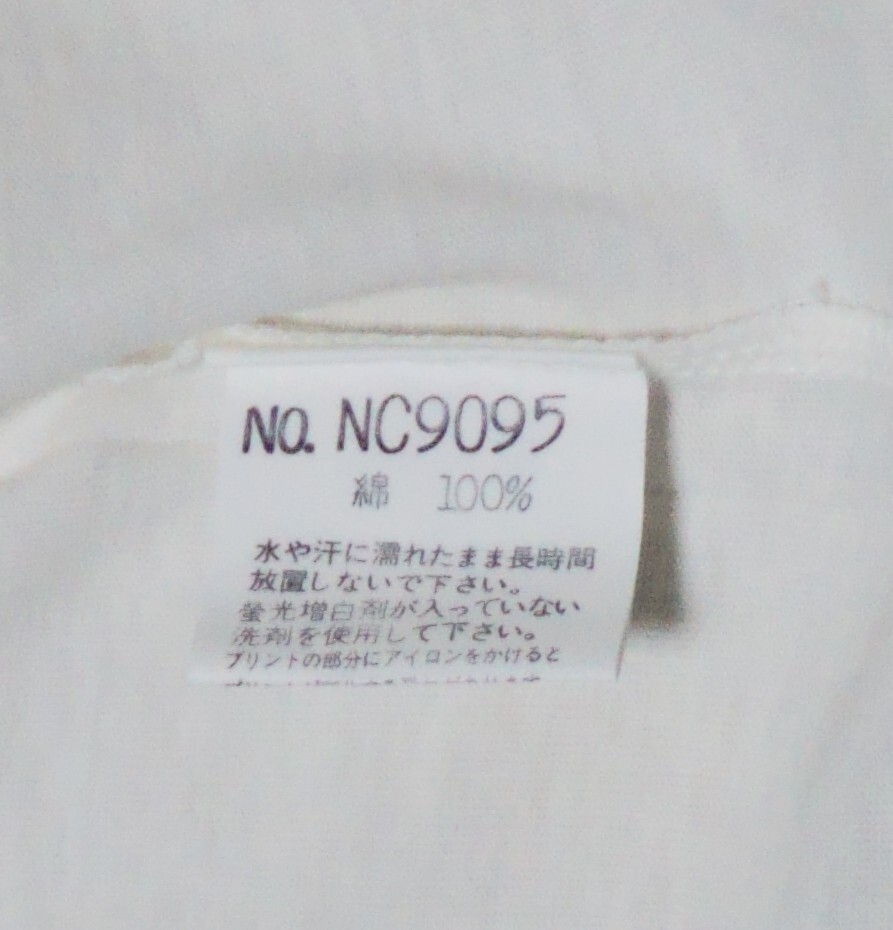 NO. NC9095
綿 100%
水や汗に濡れたまま長時間
放置しないで下さい。
螢光増白剤が入っていない
洗剤を使用して下さい。
プリントの部分にアイロンをかけると